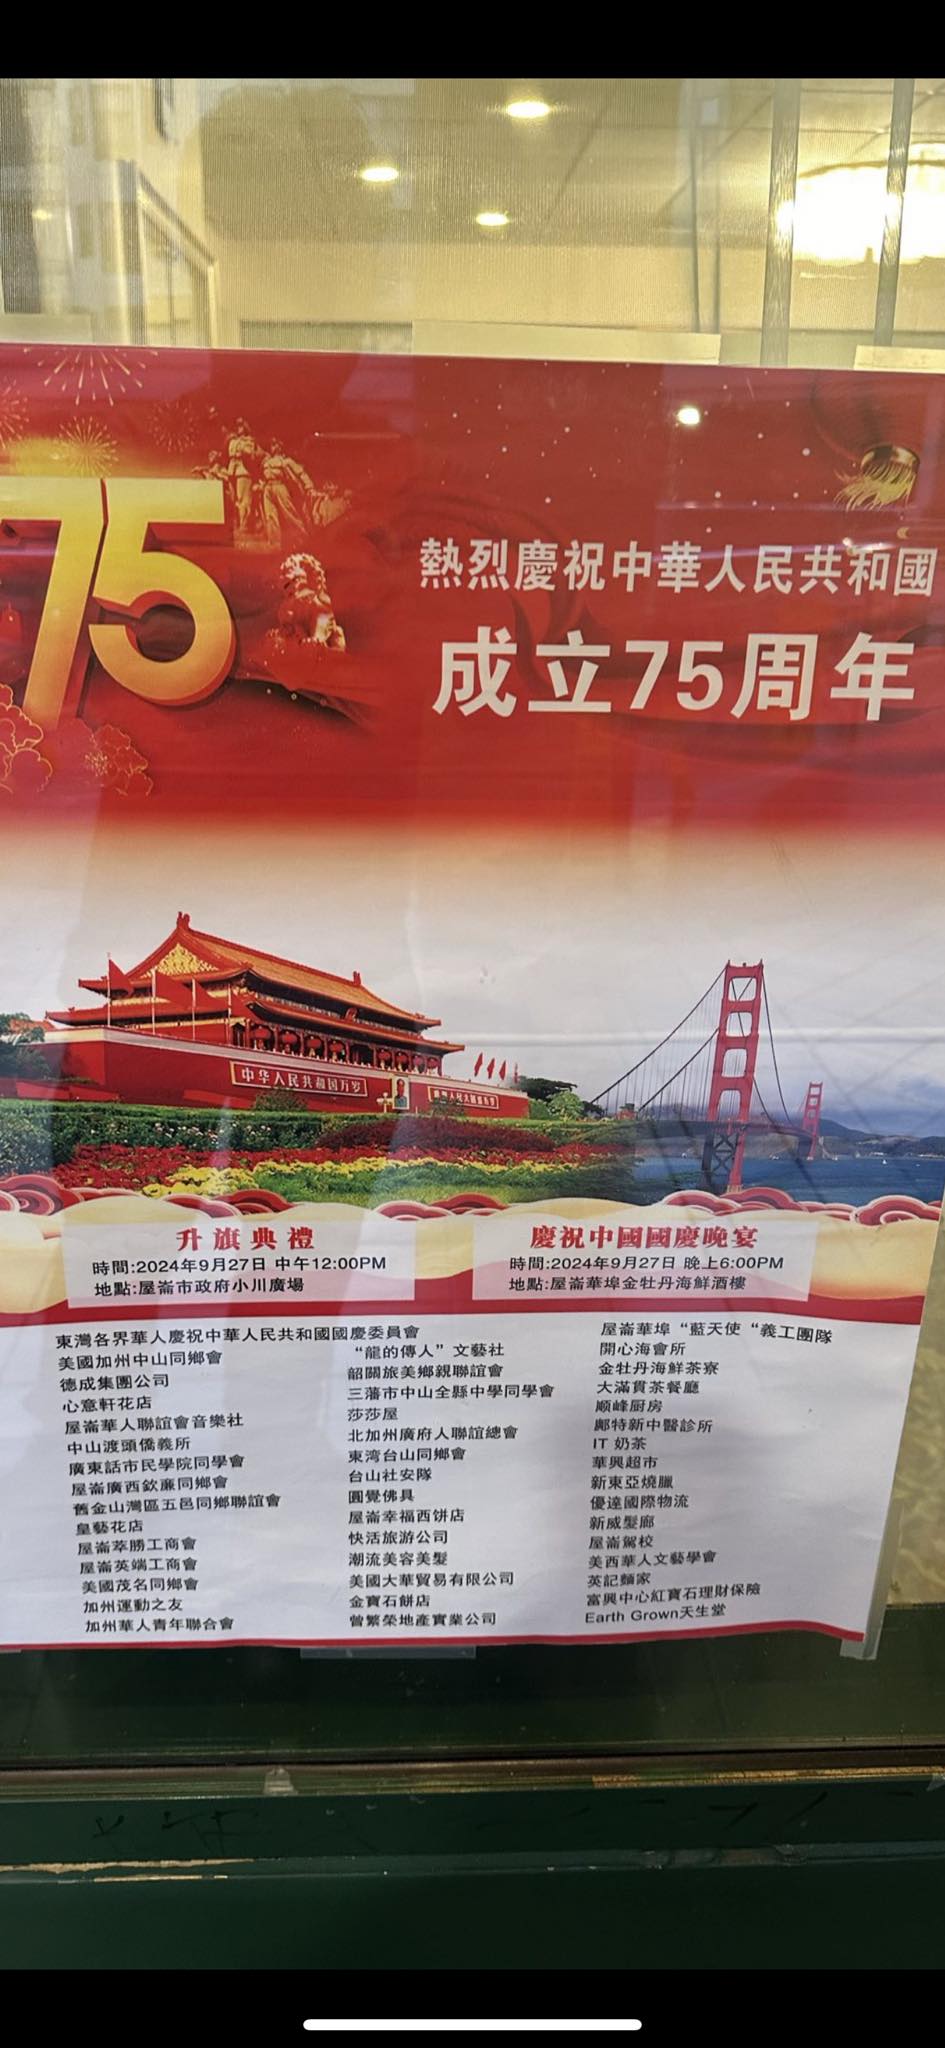 75
熱烈慶祝中華人民共和國
成立75周年
中华人民共和国万岁
升旗典禮
時間:2024年9月27日 中午12:00PM
地點:屋崙市政府小川廣場
慶祝中國國慶晚宴
時間:2024年9月27日 晚上6:00PM
地點:屋崙華埠金牡丹海鮮酒樓
東灣各界華人慶祝中華人民共和國國慶委員會
美國加州中山同鄉會
德成集團公司
心意軒花店
屋崙華人聯誼會音樂社
中山渡頭僑義所
廣東話市民學院同學會
屋崙廣西欽廉同鄉會
舊金山灣區五邑同鄉聯誼會
皇藝花店
屋崙萃勝工商會
屋崙英端工商會
美國茂名同鄉會
加州運動之友
加州華人青年聯合會
“龍的傳人”文藝社
韶關旅美鄉親聯誼會
三藩市中山全縣中學同學會
莎莎屋
北加州廣府人聯誼總會
東湾台山同鄉會
台山社安隊
圓覺佛具
屋崙幸福西饼店
快活旅游公司
潮流美容美髮
美國大華貿易有限公司
金寶石餅店
曾繁榮地產實業公司
屋崙華埠“藍天使“義工團隊
開心海會所
金牡丹海鮮茶寮
大滿貫茶餐廳
顺峰厨房
鄺特新中醫診所
IT 奶茶
華興超市
新東亞燒臘
優達國際物流
新威髮廊
屋崙駕校
美西華人文藝學會
英記麵家
富興中心紅寶石理財保險
Earth Grown天生堂